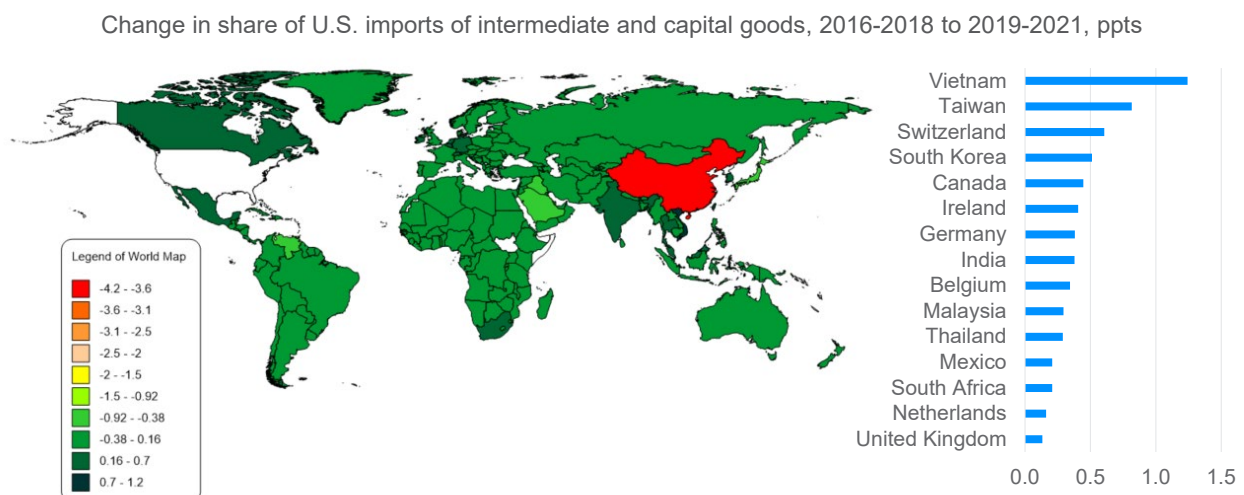 Change in share of U.S. imports of intermediate and capital goods, 2016-2018 to 2019-2021, ppts
Legend of World Map
-4.2 - -3.6
-3.6 - -3.1
-3.1 - -2.5
-2.5 - -2
-2 - -1.5
-1.5 - -0.92
-0.92 - -0.38
-0.38 - 0.16
0.16 - 0.7
0.7 - 1.2
Vietnam
Taiwan
Switzerland
South Korea
Canada
Ireland
Germany
India
Belgium
Malaysia
Thailand
Mexico
South Africa
Netherlands
United Kingdom
0.0 0.5 1.0 1.5